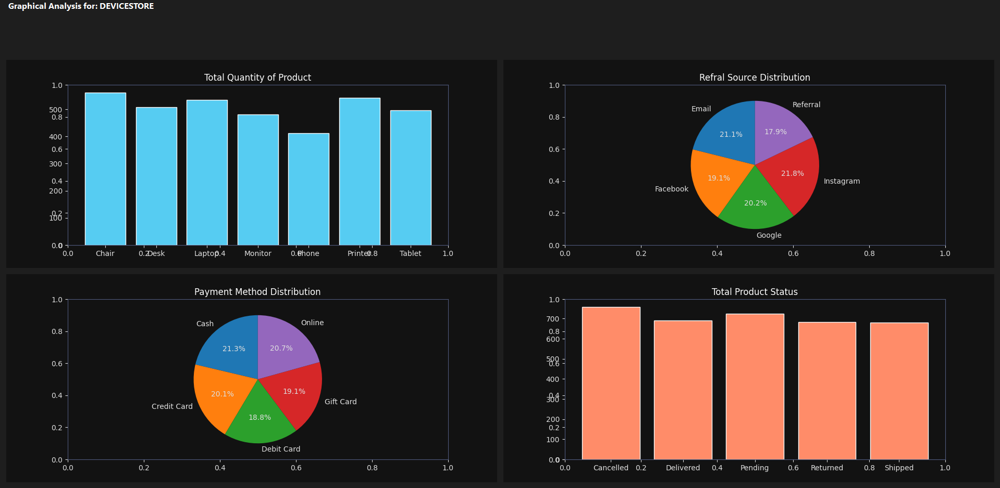 Graphical Analysis for: DEVICESTORE
Total Quantity of Product
1.0
500
0.8
400
0.6
300
0.4
200
0.2
100
0.0
0
0.0 Chair 0.2 Desk Laptop 0.4 Monitor 0.6 Phone Printer 0.8 Tablet 1.0
Refral Source Distribution
1.0
0.8
0.6
0.4
0.2
0.0
Email
Referral
21.1%
17.9%
19.1%
21.8%
Facebook
Instagram
20.2%
Google
0.0 0.2 0.4 0.6 0.8 1.0
Payment Method Distribution
1.0
0.8
0.6
0.4
0.2
0.0
Cash
Online
21.3%
20.7%
20.1%
19.1%
Credit Card
Gift Card
18.8%
Debit Card
0.0 0.2 0.4 0.6 0.8 1.0
Total Product Status
1.0
700
0.8
600
500
0.6
400
0.4
300
200
0.2
100
0.0
0
0.0 Cancelled 0.2 Delivered 0.4 Pending 0.6 Returned 0.8 Shipped 1.0